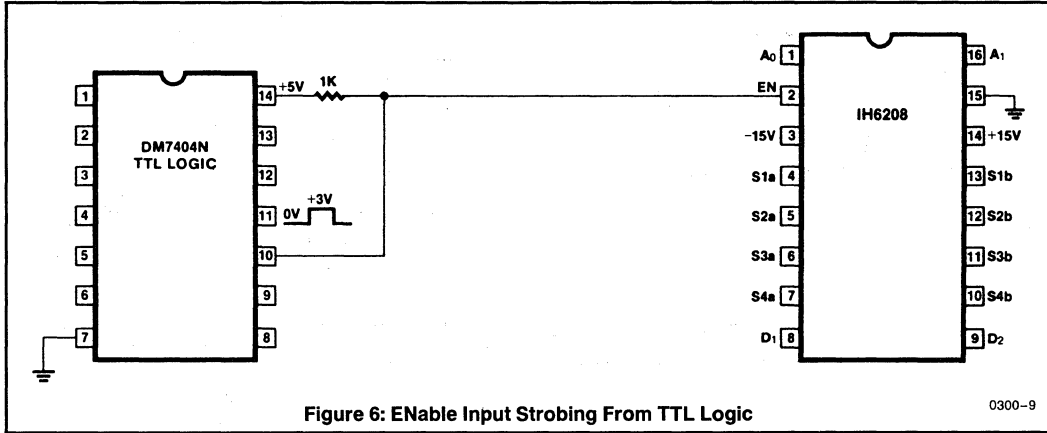 1
2
3
4
5
6
7
DM7404N
TTL LOGIC
14
13
12
11
10
9
8
+5V
1K
0V
+3V
A0 1
EN 2
-15V 3
S1a 4
S2a 5
S3a 6
S4a 7
D1 8
IH6208
16 A1
15
14 +15V
13 S1b
12 S2b
11 S3b
10 S4b
9 D2
Figure 6: ENable Input Strobing From TTL Logic
0300-9